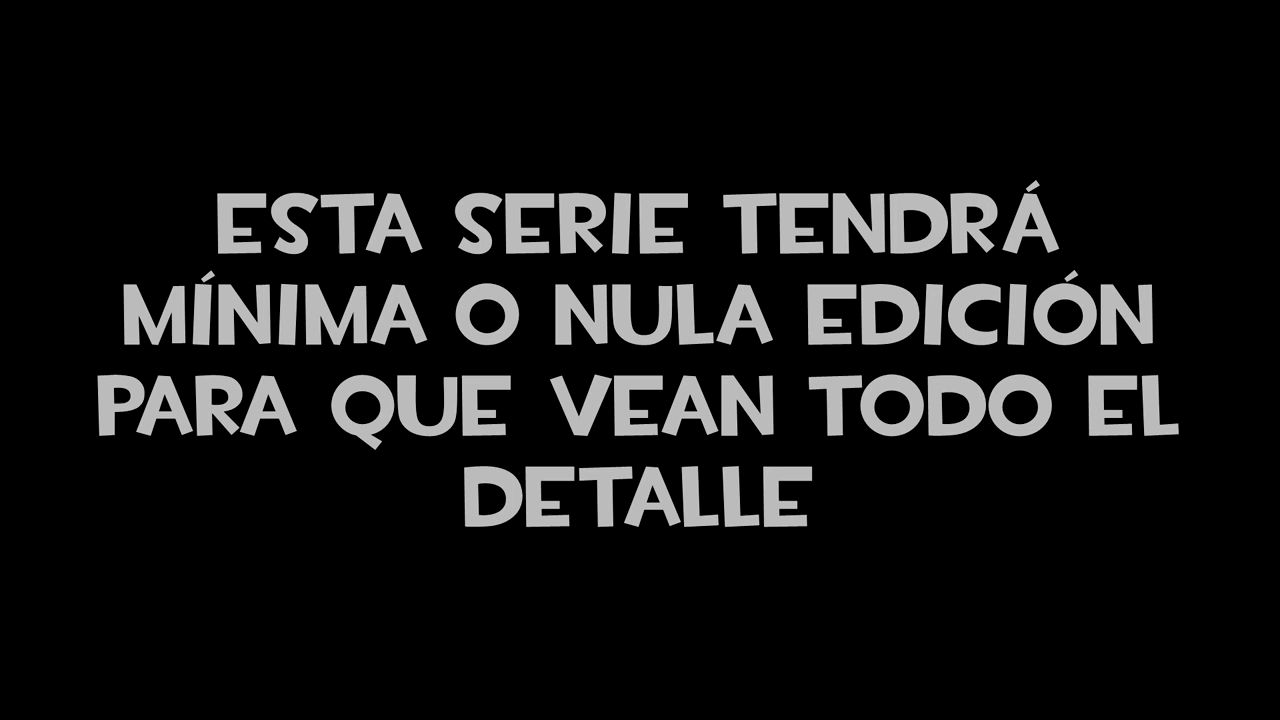 ESTA SERIE TENDRÁ
MÍNIMA O NULA EDICIÓN
PARA QUE VEAN TODO EL
DETALLE